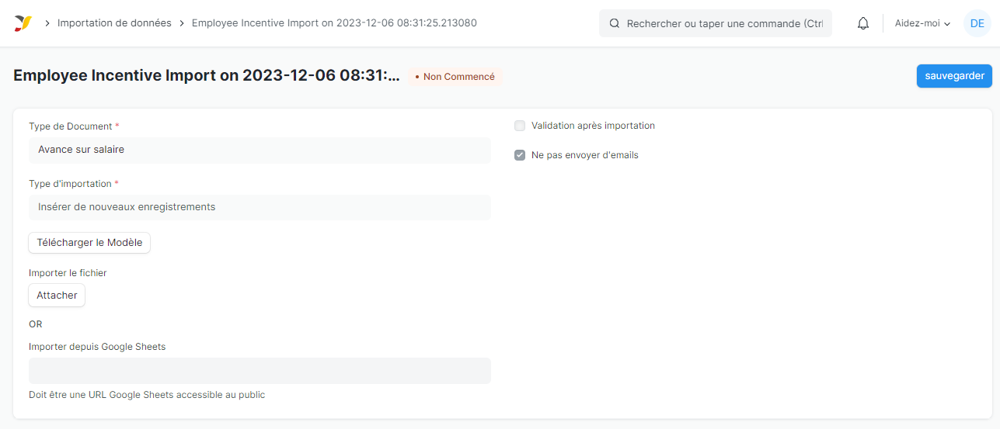 Importation de données
Employee Incentive Import on 2023-12-06 08:31:25.213080
Rechercher ou taper une commande (Ctrl
Aidez-moi
DE
Employee Incentive Import on 2023-12-06 08:31:...
Non Commencé
sauvegarder
Type de Document *
Avance sur salaire
Type d'importation *
Insérer de nouveaux enregistrements
Télécharger le Modèle
Importer le fichier
Attacher
OR
Importer depuis Google Sheets
Doit être une URL Google Sheets accessible au public
Validation après importation
Ne pas envoyer d'emails